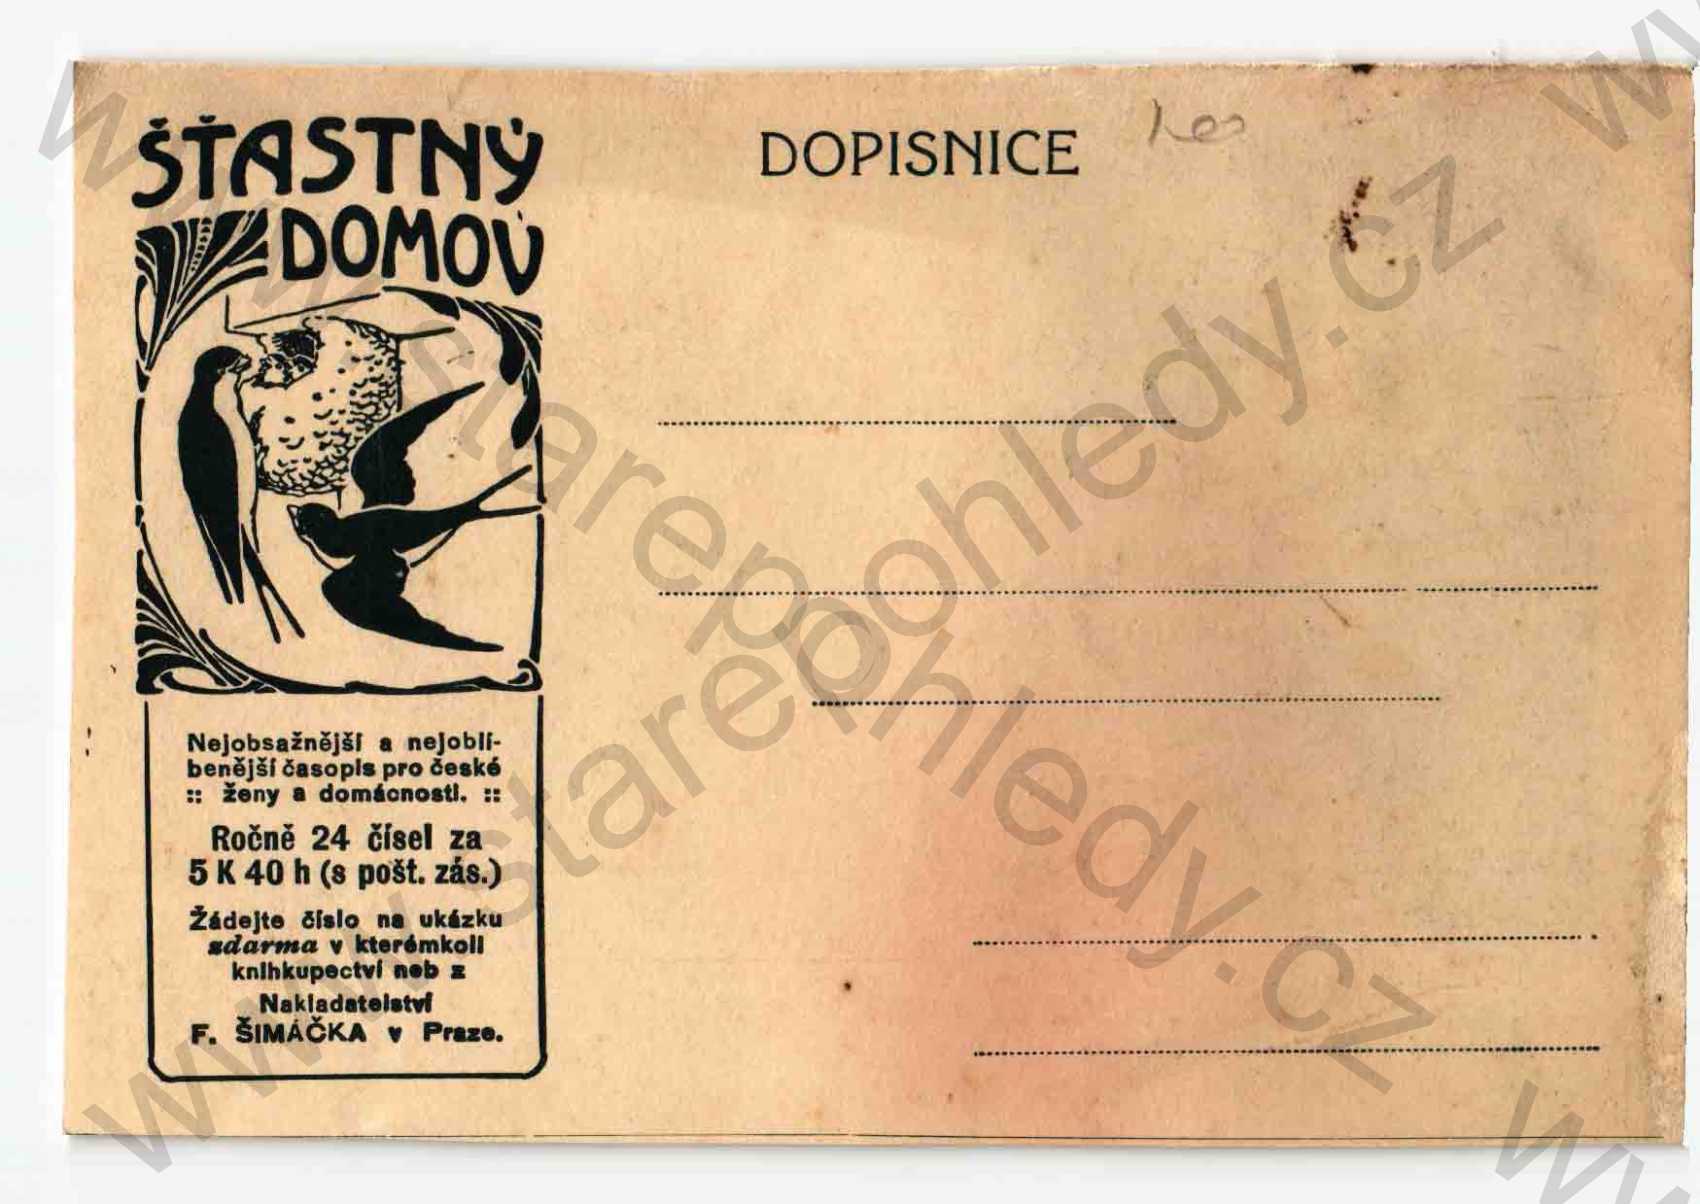 ŠŤASTNÝ
DOMOV
Nejobsažnější a nejoblí-
benější časopis pro české
:: ženy a domácnosti. ::
Ročně 24 čísel za
5 K 40 h (s pošt. zás.)
Žádejte číslo na ukázku
zdarma v kterémkoli
knihkupectví neb z
Nakladatelství
F. ŠIMÁČKA v Praze.
DOPISNICE
www.starepohledy.cz
www.starepohledy.cz